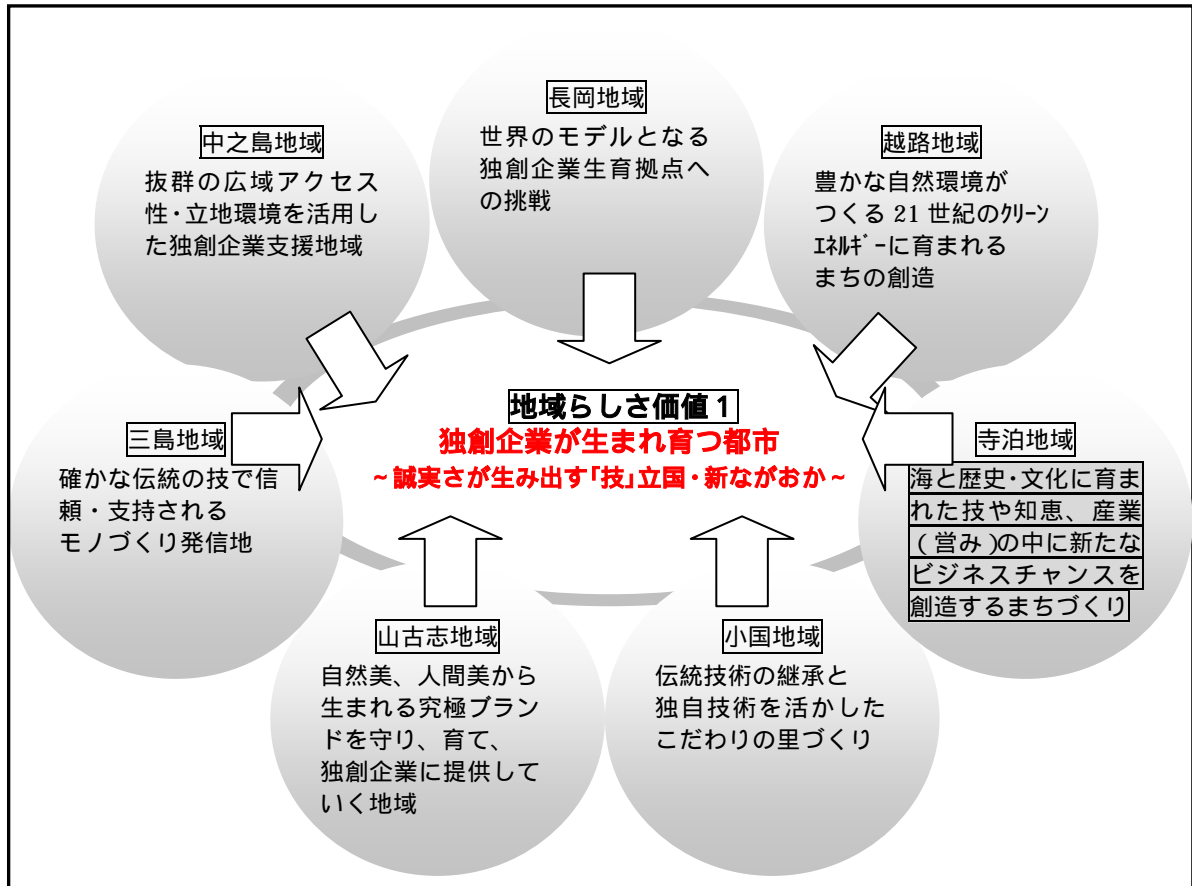 長岡地域
世界のモデルとなる
独創企業生育拠点へ
の挑戦
中之島地域
抜群の広域アクセス
性・立地環境を活用し
た独創企業支援地域
越路地域
豊かな自然環境が
つくる 21 世紀のｸﾘｰﾝ
ｴﾈﾙｷﾞｰに育まれる
まちの創造
地域らしさ価値 1
独創企業が生まれ育つ都市
~誠実さが生み出す「技」立国・新ながおか~
三島地域
確かな伝統の技で信
頼・支持される
モノづくり発信地
寺泊地域
海と歴史・文化に育ま
れた技や知恵、産業
(営み)の中に新たな
ビジネスチャンスを
創造するまちづくり
山古志地域
自然美、人間美から
生まれる究極ブラン
ドを守り、育て、
独創企業に提供して
いく地域
小国地域
伝統技術の継承と
独自技術を活かした
こだわりの里づくり